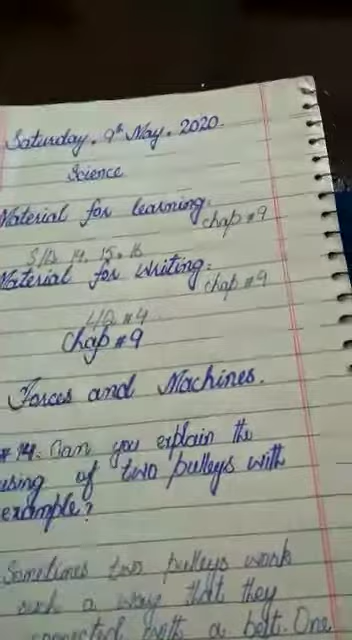 Saturday, 9th May, 2020.
Science
Material for learning:
chap # 9
S/Q 14, 15, 16
Material for writing:
chap # 9
L/Q # 4
Chap # 9
Forces and Machines.
# 14. Can you explain the
using of two pulleys with
example?
Sometimes two pulleys work
such a way that they
connected with a belt. One